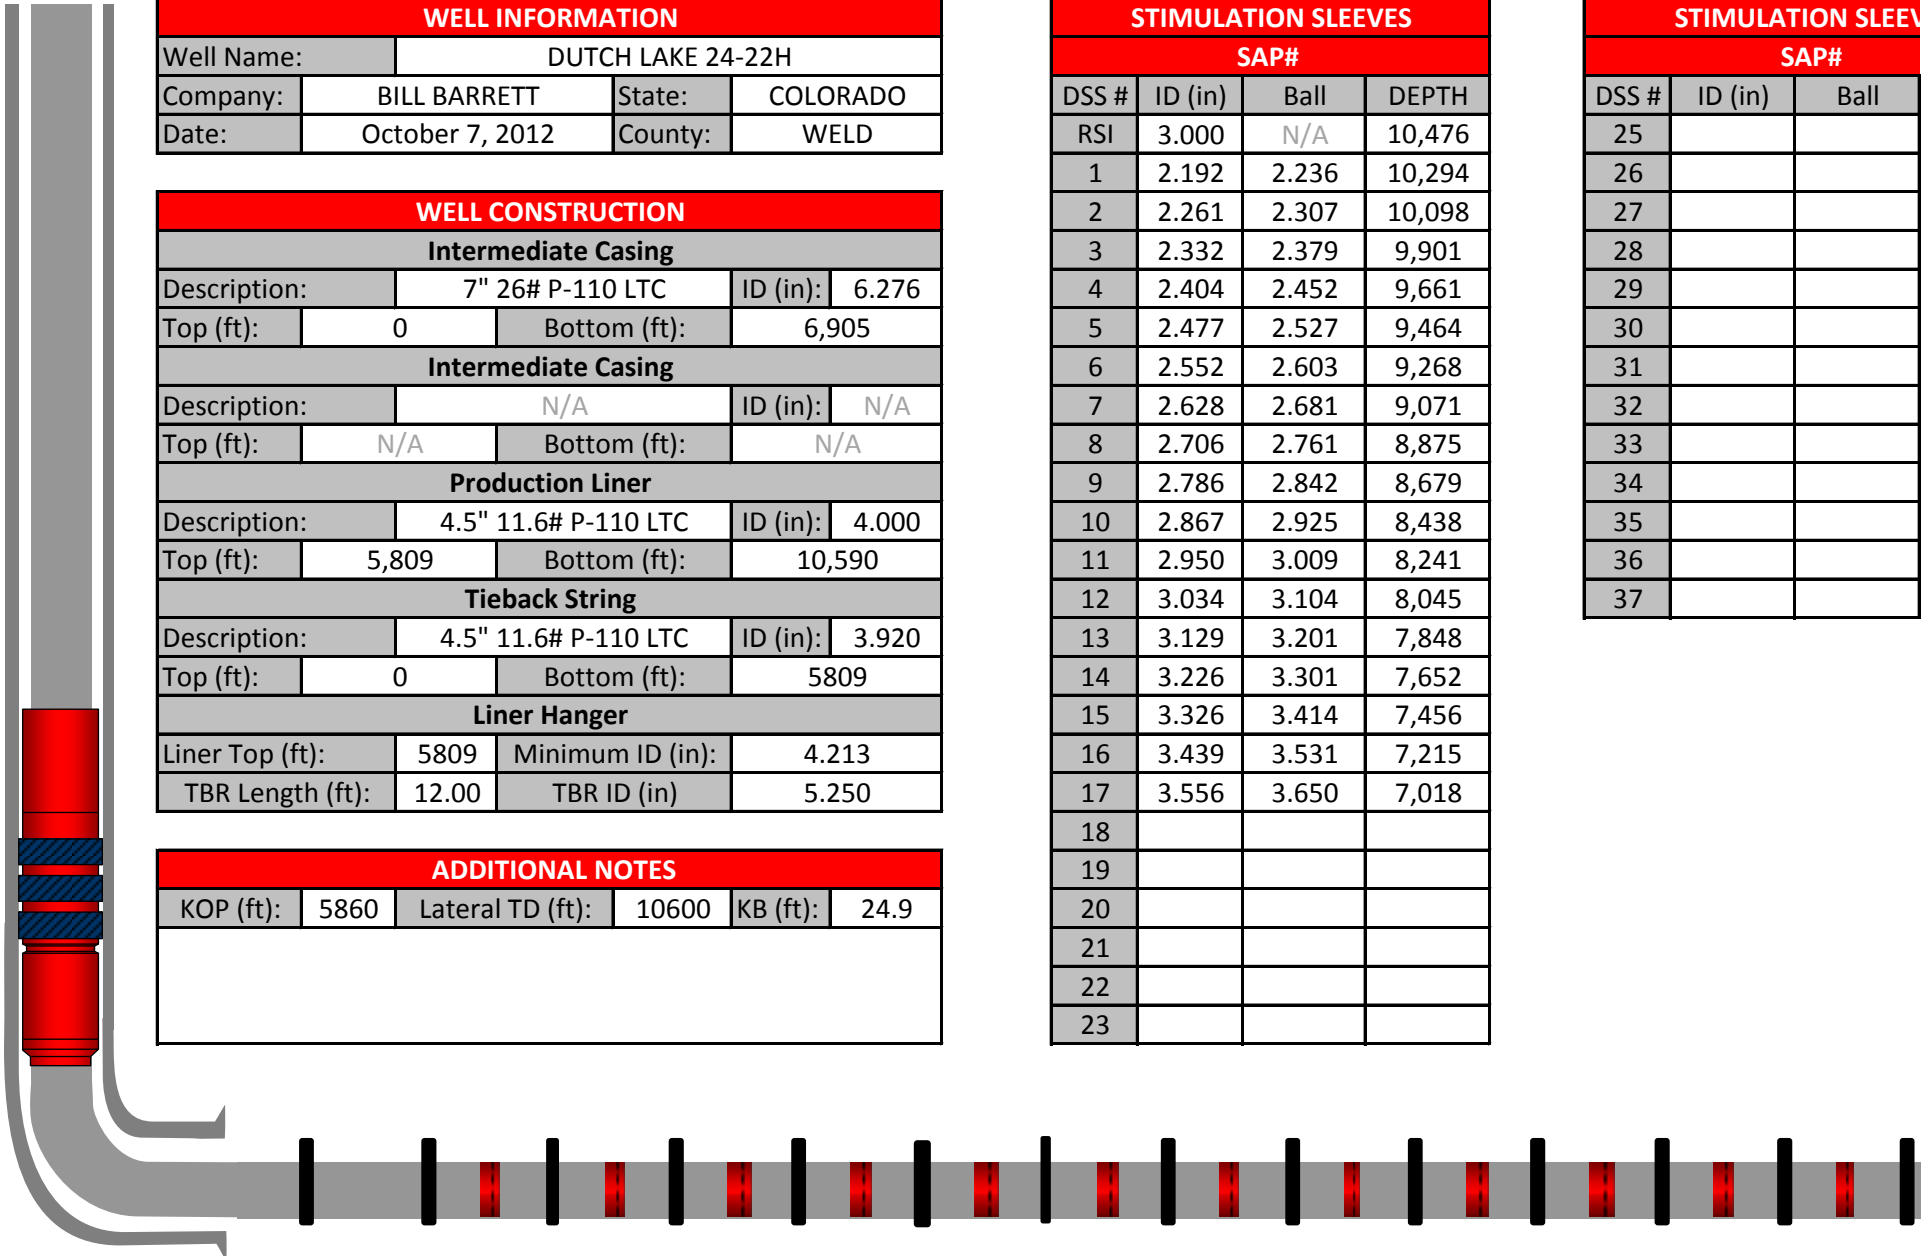 WELL INFORMATION
Well Name: DUTCH LAKE 24-22H
Company: BILL BARRETT State: COLORADO
Date: October 7, 2012 County: WELD
WELL CONSTRUCTION
Intermediate Casing
Description: 7" 26# P-110 LTC ID (in): 6.276
Top (ft): 0 Bottom (ft): 6,905
Intermediate Casing
Description: N/A ID (in): N/A
Top (ft): N/A Bottom (ft): N/A
Production Liner
Description: 4.5" 11.6# P-110 LTC ID (in): 4.000
Top (ft): 5,809 Bottom (ft): 10,590
Tieback String
Description: 4.5" 11.6# P-110 LTC ID (in): 3.920
Top (ft): 0 Bottom (ft): 5809
Liner Hanger
Liner Top (ft): 5809 Minimum ID (in): 4.213
TBR Length (ft): 12.00 TBR ID (in) 5.250
ADDITIONAL NOTES
KOP (ft): 5860 Lateral TD (ft): 10600 KB (ft): 24.9
STIMULATION SLEEVES
SAP#
DSS # ID (in) Ball DEPTH
RSI 3.000 N/A 10,476
1 2.192 2.236 10,294
2 2.261 2.307 10,098
3 2.332 2.379 9,901
4 2.404 2.452 9,661
5 2.477 2.527 9,464
6 2.552 2.603 9,268
7 2.628 2.681 9,071
8 2.706 2.761 8,875
9 2.786 2.842 8,679
10 2.867 2.925 8,438
11 2.950 3.009 8,241
12 3.034 3.104 8,045
13 3.129 3.201 7,848
14 3.226 3.301 7,652
15 3.326 3.414 7,456
16 3.439 3.531 7,215
17 3.556 3.650 7,018
18
19
20
21
22
23
STIMULATION SLEEV
SAP#
DSS # ID (in) Ball
25
26
27
28
29
30
31
32
33
34
35
36
37